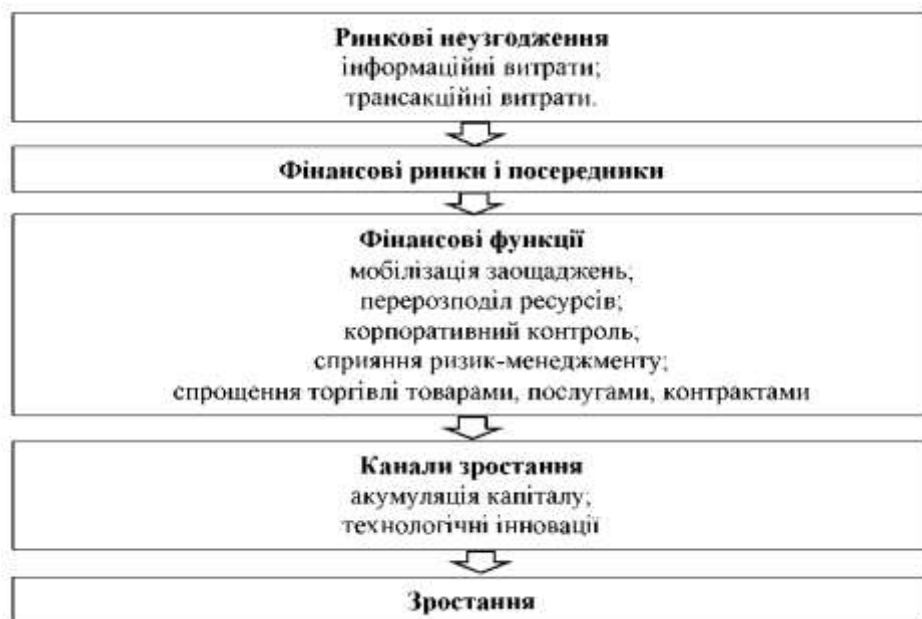 Ринкові неузгодження
інформаційні витрати;
трансакційні витрати.
Фінансові ринки і посередники
Фінансові функції
мобілізація заощаджень;
перерозподіл ресурсів;
корпоративний контроль;
сприяння ризик-менеджменту;
спрощення торгівлі товарами, послугами, контрактами
Канали зростання
акумуляція капіталу;
технологічні інновації
Зростання